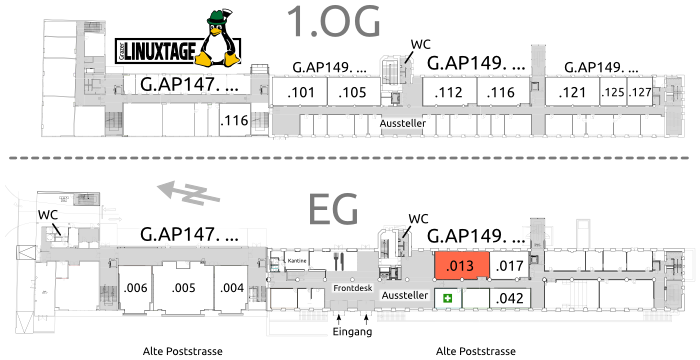 1.OG
Grazer
LINUXTAGE
WC
G.AP147. ...
G.AP149. ...
G.AP149. ...
G.AP149. ...
.101
.105
.112
.116
.121
.125
.127
.116
Aussteller
EG
WC
WC
G.AP147. ...
G.AP149. ...
Kantine
.013
.017
.006
.005
.004
Frontdesk
Aussteller
.042
Eingang
Alte Poststrasse
Alte Poststrasse